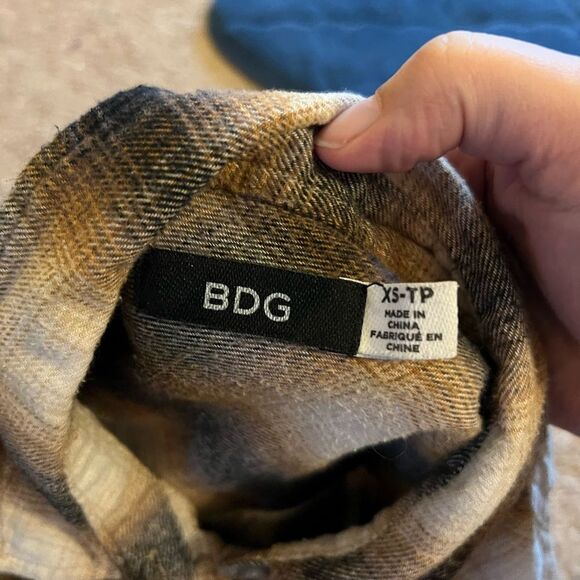 BDG
XS-TP
MADE IN
CHINA
FABRIQUÉ EN
CHINE